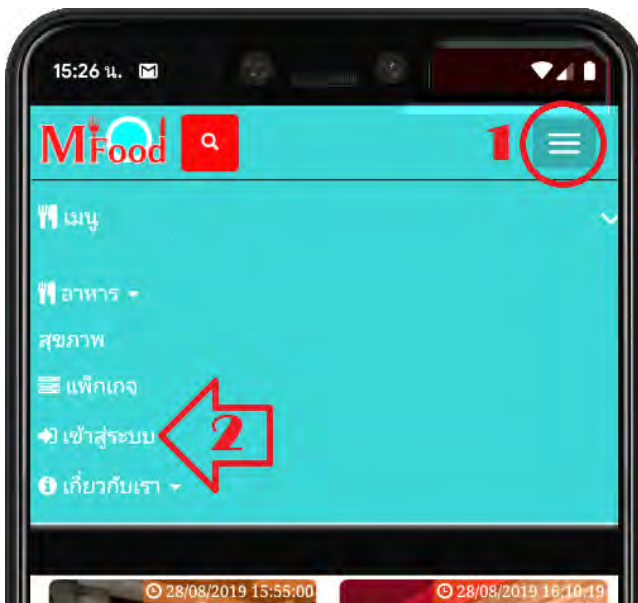 15:26 น.
MFood
1
เมนู
อาหาร
สุขภาพ
แพ็กเกจ
เข้าสู่ระบบ
2
เกี่ยวกับเรา
28/08/2019 15:55:00
28/08/2019 16:10:19